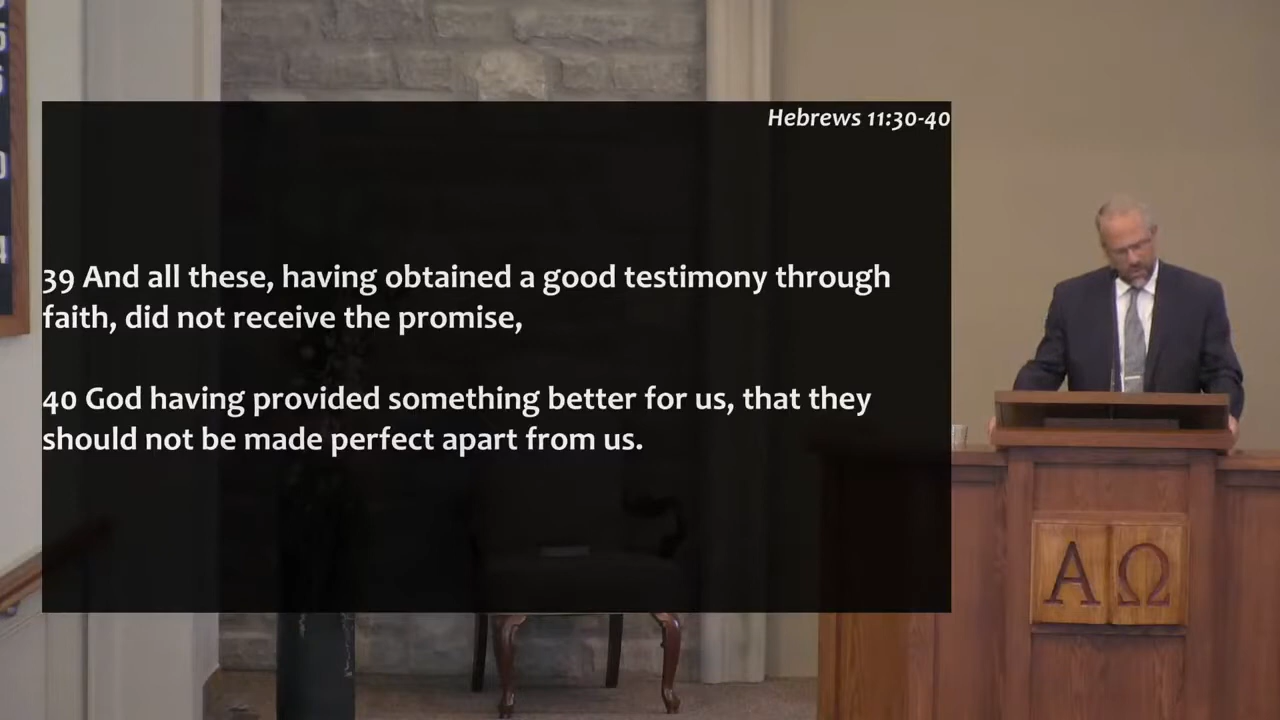 Hebrews 11:30-40
39 And all these, having obtained a good testimony through
faith, did not receive the promise,
40 God having provided something better for us, that they
should not be made perfect apart from us.
Α Ω